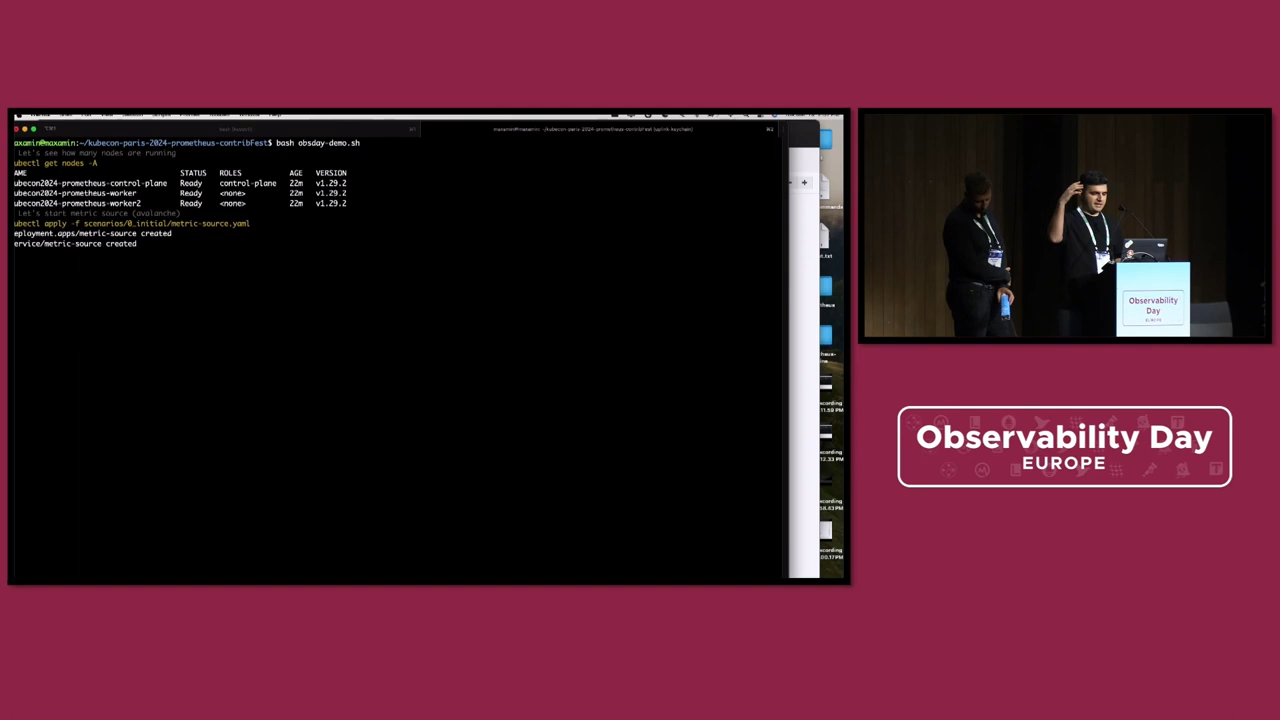 axamin@maxamin:~/kubecon-paris-2024-prometheus-contribFest$ bash obsday-demo.sh
Let's see how many nodes are running
ubectl get nodes -A
AME STATUS ROLES AGE VERSION
ubecon2024-prometheus-control-plane Ready control-plane 22m v1.29.2
ubecon2024-prometheus-worker Ready <none> 22m v1.29.2
ubecon2024-prometheus-worker2 Ready <none> 22m v1.29.2
Let's start metric source (avalanche)
ubectl apply -f scenarios/0_initial/metric-source.yaml
eployment.apps/metric-source created
ervice/metric-source created
Observability
Day
EUROPE
Observability Day
EUROPE